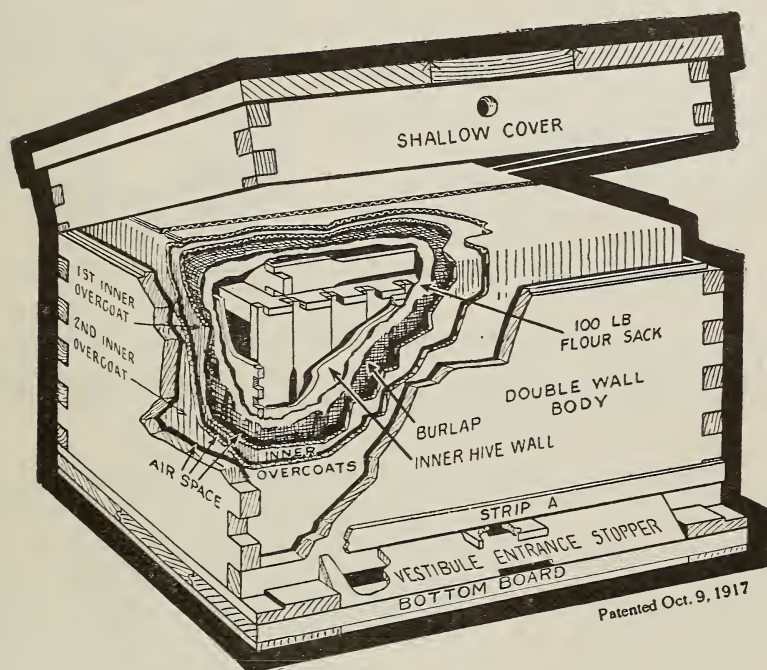 SHALLOW COVER
1ST INNER
OVERCOAT
2ND INNER
OVERCOAT
100 LB
FLOUR SACK
DOUBLE WALL
BODY
BURLAP
INNER HIVE WALL
INNER
OVERCOATS
AIR SPACE
STRIP A
VESTIBULE ENTRANCE STOPPER
BOTTOM BOARD
Patented Oct. 9, 1917